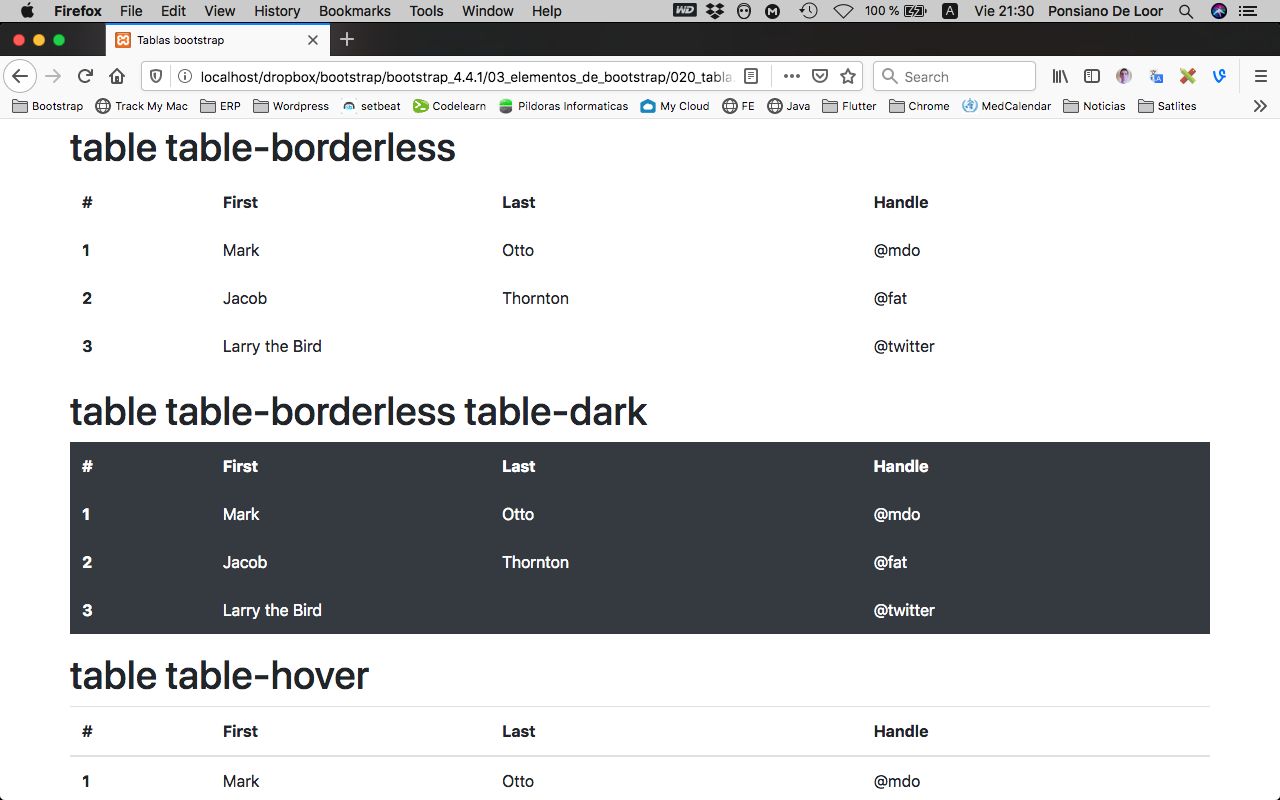 Firefox File Edit View History Bookmarks Tools Window Help WD 100 % A Vie 21:30 Ponsiano De Loor
Tablas bootstrap
localhost/dropbox/bootstrap/bootstrap_4.4.1/03_elementos_de_bootstrap/020_tabla. Search
Bootstrap Track My Mac ERP Wordpress setbeat Codelearn Pildoras Informaticas My Cloud FE Java Flutter Chrome MedCalendar Noticias Satlites
table table-borderless
# First Last Handle
1 Mark Otto @mdo
2 Jacob Thornton @fat
3 Larry the Bird @twitter
table table-borderless table-dark
# First Last Handle
1 Mark Otto @mdo
2 Jacob Thornton @fat
3 Larry the Bird @twitter
table table-hover
# First Last Handle
1 Mark Otto @mdo